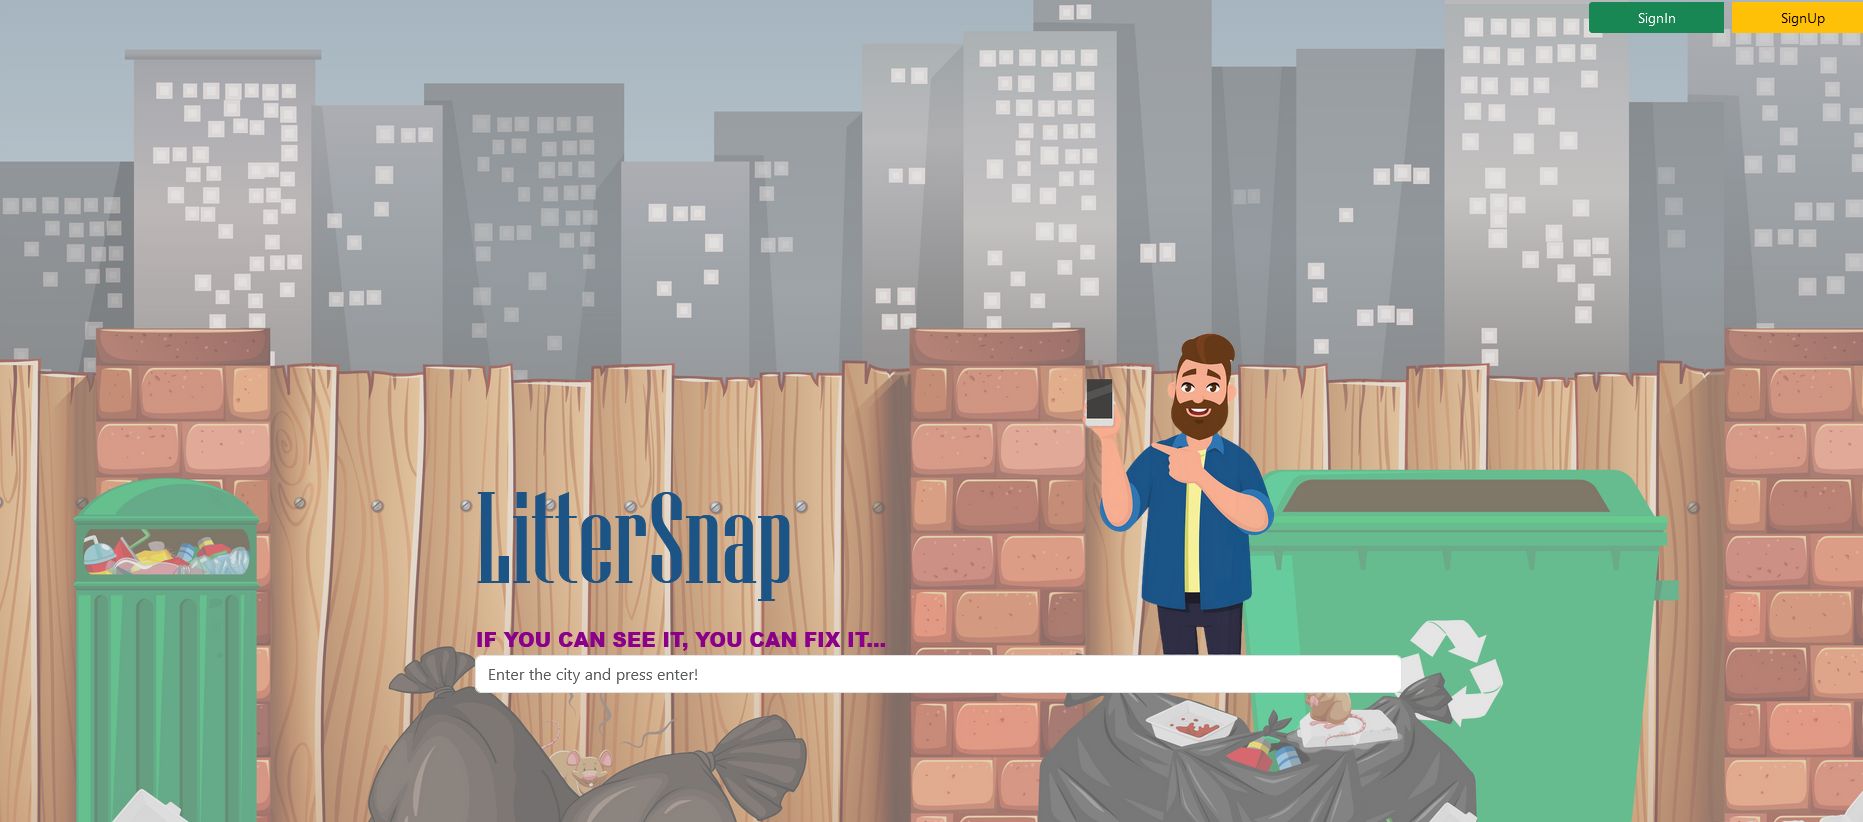 SignIn
SignUp
LitterSnap
IF YOU CAN SEE IT, YOU CAN FIX IT...
Enter the city and press enter!